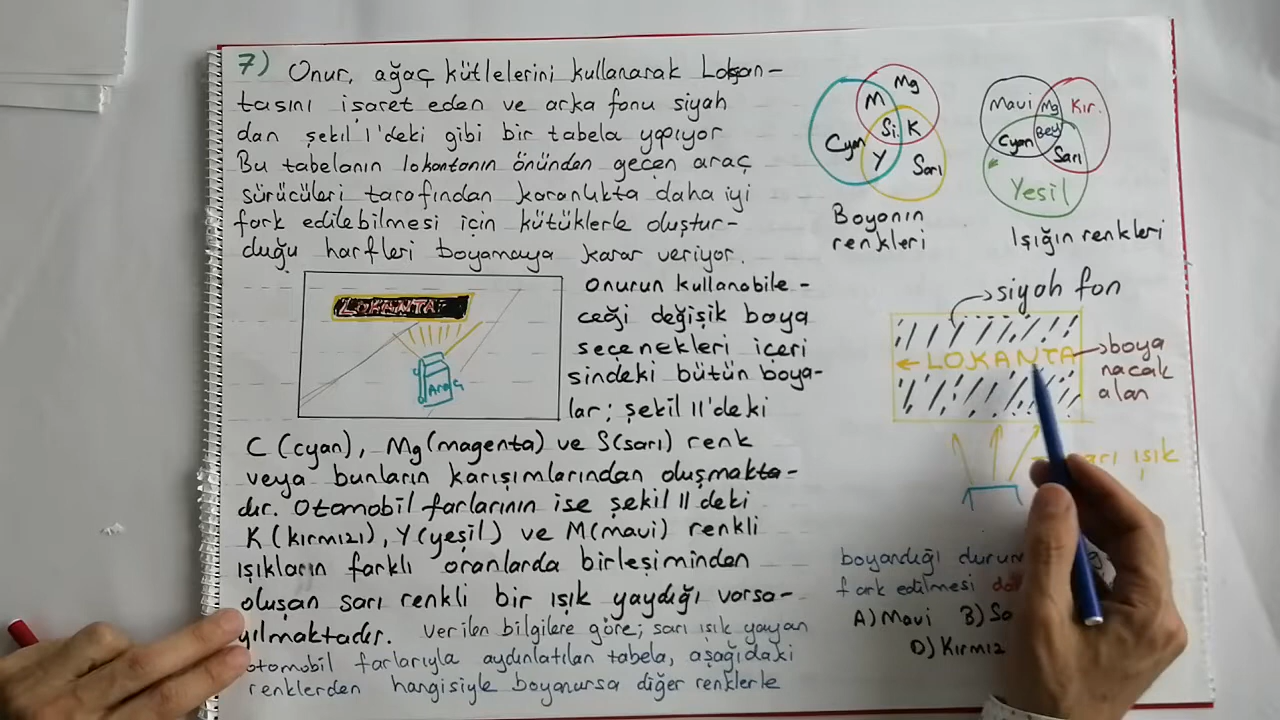 7) Onur, ağaç kütlelerini kullanarak Lokan-
tasını işaret eden ve arka fonu siyah
dan şekil 1'deki gibi bir tabela yapıyor
Bu tabelanın lokantanın önünden geçen araç
sürücüleri tarafından karanlıkta daha iyi
fark edilebilmesi için kütüklerle oluştur-
duğu harfleri boyamaya karar veriyor.
LOKANTA
Araç
Onurun kullanabile-
ceği değişik boya
seçenekleri içeri
sindeki bütün boya-
lar; şekil 11'deki
C (cyan), Mg(magenta) ve S(sarı) renk
veya bunların karışımlarından oluşmakta-
dır. Otomobil farlarının ise şekil 11'deki
K (kırmızı), Y(yeşil) ve M(mavi) renkli
ışıkların farklı oranlarda birleşiminden
oluşan sarı renkli bir ışık yaydığı varsa-
yılmaktadır. Verilen bilgilere göre; sarı ışık yayan
otomobil farlarıyla aydınlatılan tabela, aşağıdaki
renklerden hangisiyle boyanırsa diğer renklerle
Mg
M
Si. K
Cyan
Y
Sarı
Boyanın
renkleri
Mavi Mg Kır.
Bey
Cyan
Sarı
Yeşil
Işığın renkleri
siyah fon
LOKANTA
boya
nacak
alan
ışık
boyandığı
fark edilmesi
A) Mavi B)
D) Kırmız